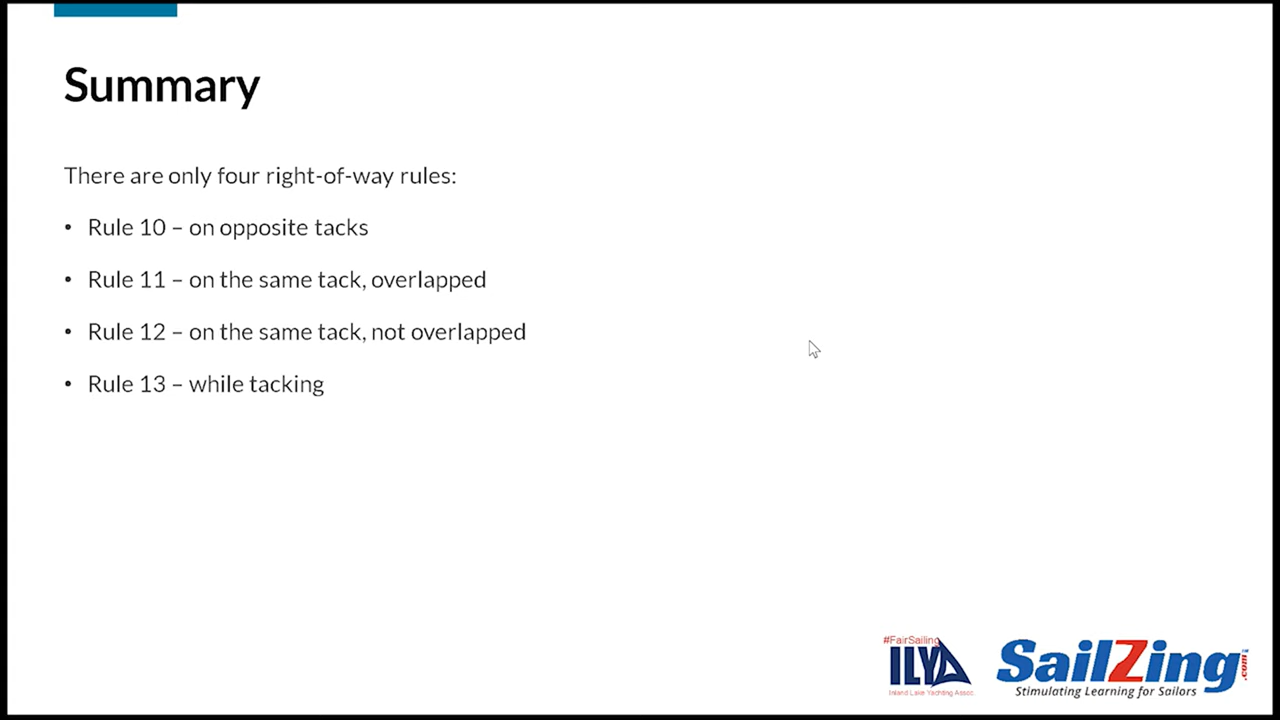 Summary
There are only four right-of-way rules:
• Rule 10 – on opposite tacks
• Rule 11 – on the same tack, overlapped
• Rule 12 – on the same tack, not overlapped
• Rule 13 – while tacking
#FairSailing
ILYA
Inland Lake Yachting Assoc.
SailZing.com™
Stimulating Learning for Sailors